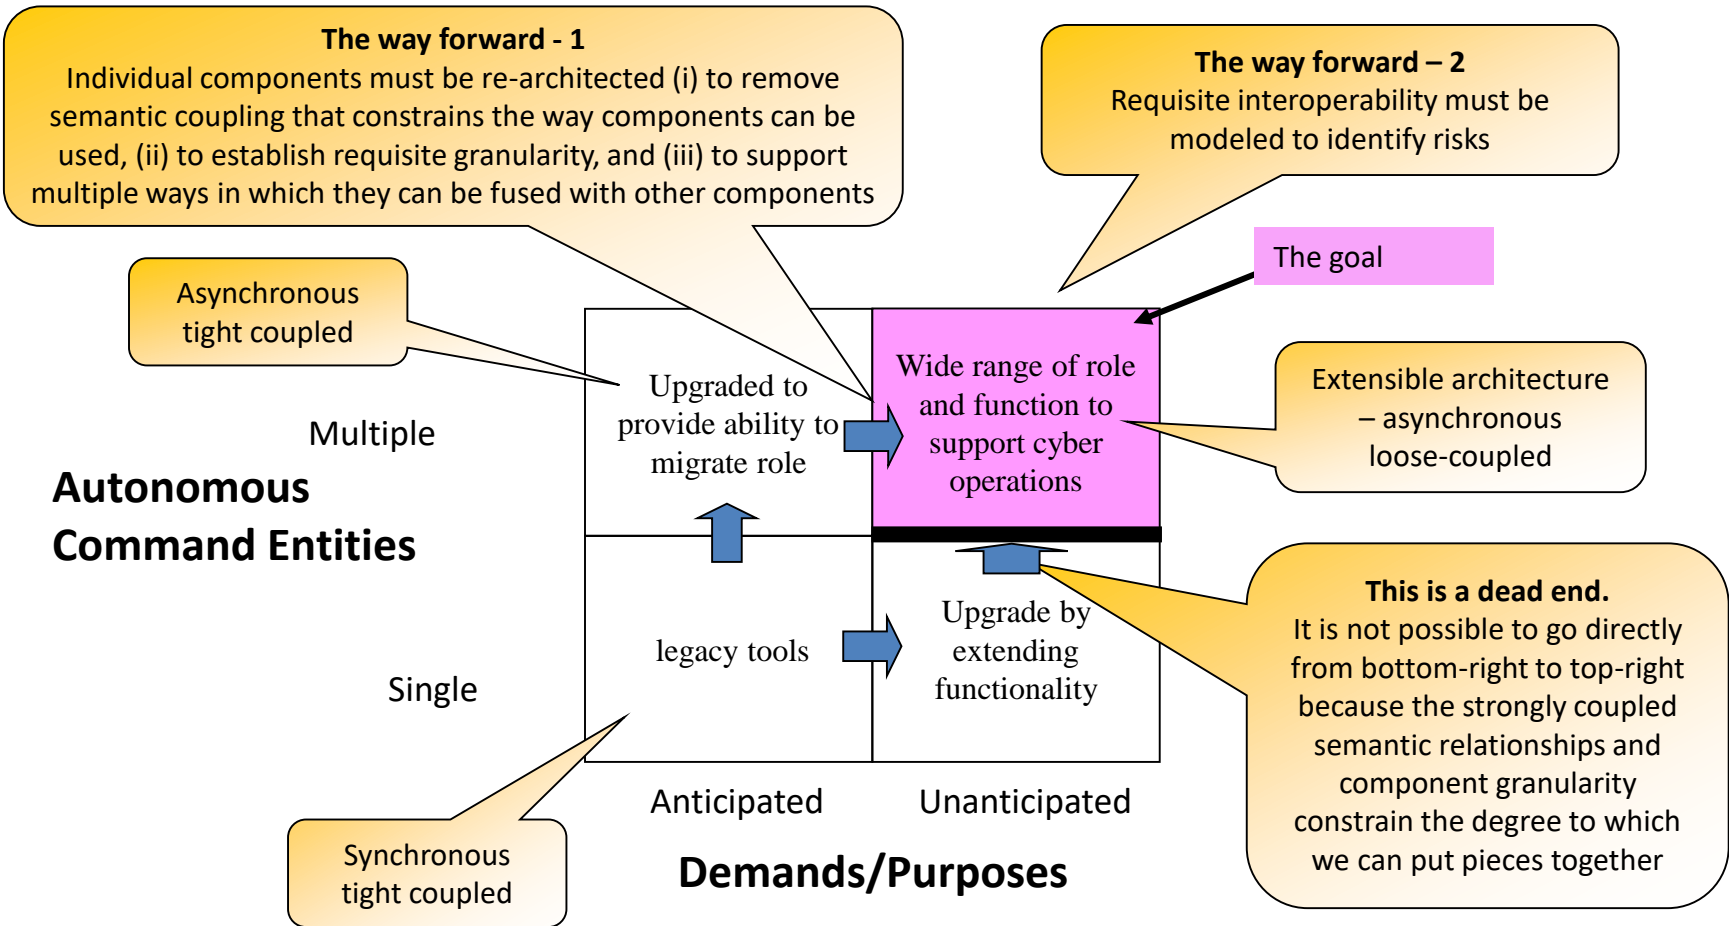 The way forward - 1
Individual components must be re-architected (i) to remove
semantic coupling that constrains the way components can be
used, (ii) to establish requisite granularity, and (iii) to support
multiple ways in which they can be fused with other components
The way forward – 2
Requisite interoperability must be
modeled to identify risks
The goal
Asynchronous
tight coupled
Upgraded to
provide ability to
migrate role
Wide range of role
and function to
support cyber
operations
Extensible architecture
– asynchronous
loose-coupled
Multiple
Autonomous
Command Entities
Single
legacy tools
Upgrade by
extending
functionality
This is a dead end.
It is not possible to go directly
from bottom-right to top-right
because the strongly coupled
semantic relationships and
component granularity
constrain the degree to which
we can put pieces together
Anticipated
Unanticipated
Synchronous
tight coupled
Demands/Purposes